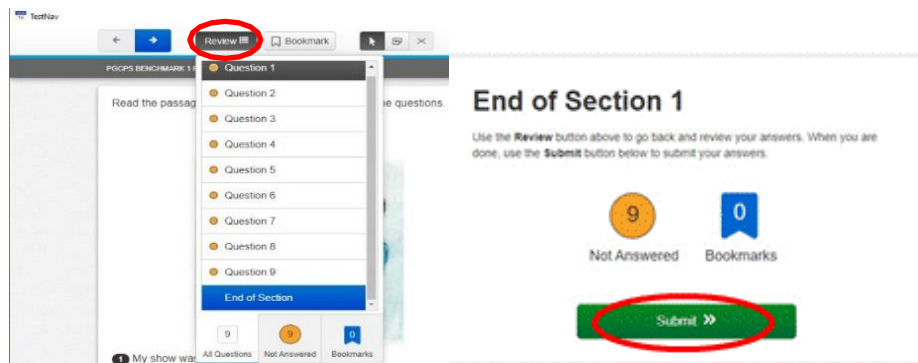 TestNav
Review
Bookmark
PGCPS BENCHMARK 1
Read the passag
e questions.
Question 1
Question 2
Question 3
Question 4
Question 5
Question 6
Question 7
Question 8
Question 9
End of Section
9
9
0
All Questions
Not Answered
Bookmarks
1 My show was
End of Section 1
Use the Review button above to go back and review your answers. When you are
done, use the Submit button below to submit your answers.
9
0
Not Answered
Bookmarks
Submit